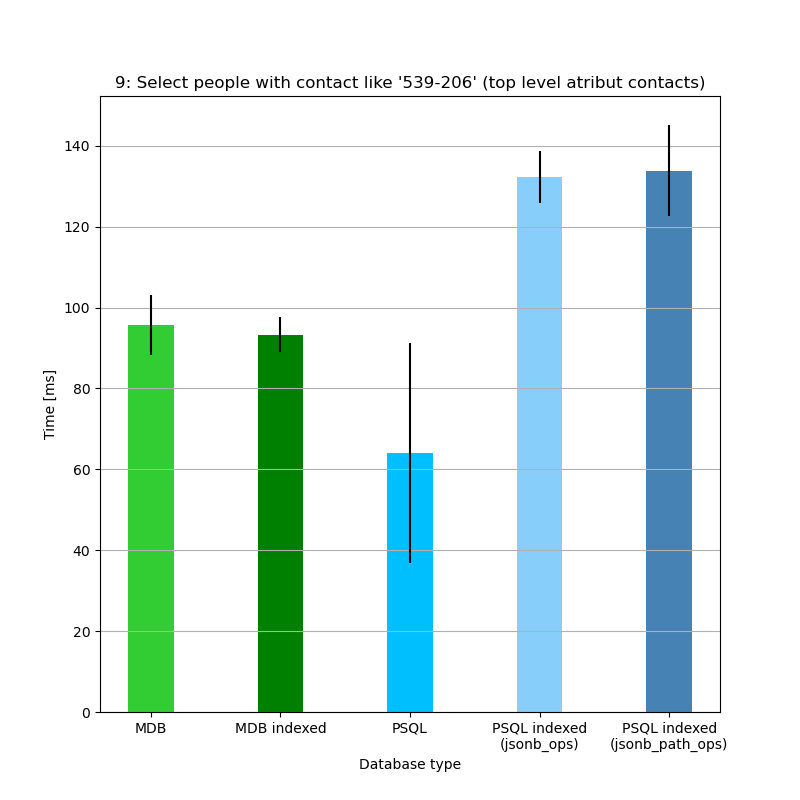 9: Select people with contact like '539-206' (top level atribut contacts)
Time [ms]
140
120
100
80
60
40
20
0
MDB
MDB indexed
PSQL
PSQL indexed
(jsonb_ops)
PSQL indexed
(jsonb_path_ops)
Database type